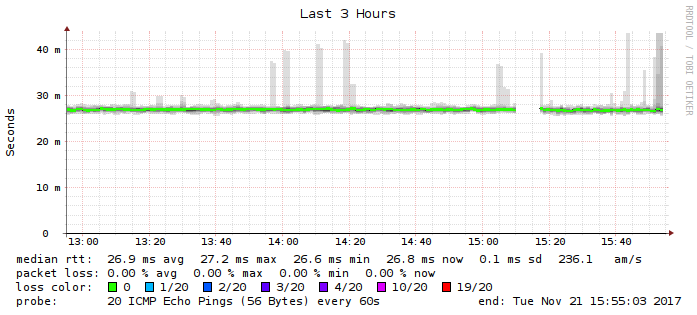 Last 3 Hours
RRDTOOL / TOBI OETIKER
Seconds
40 m
30 m
20 m
10 m
0
13:00 13:20 13:40 14:00 14:20 14:40 15:00 15:20 15:40
median rtt: 26.9 ms avg 27.2 ms max 26.6 ms min 26.8 ms now 0.1 ms sd 236.1 am/s
packet loss: 0.00 % avg 0.00 % max 0.00 % min 0.00 % now
loss color: 0 1/20 2/20 3/20 4/20 10/20 19/20
probe: 20 ICMP Echo Pings (56 Bytes) every 60s end: Tue Nov 21 15:55:03 2017